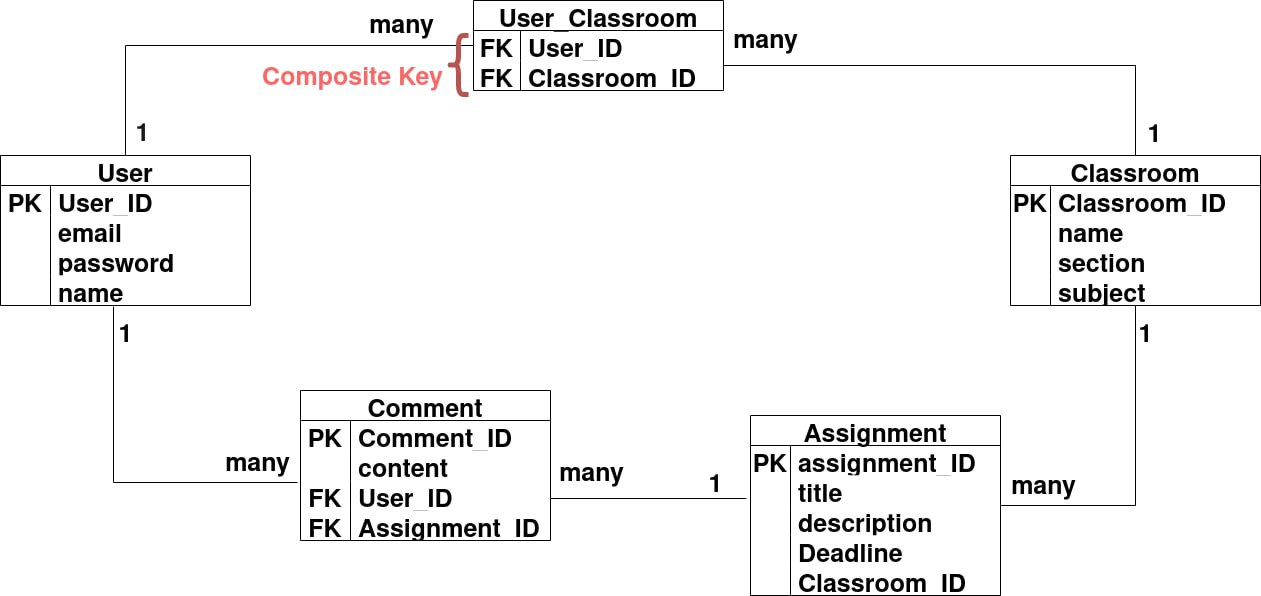 many
User_Classroom
FK User_ID
many
Composite Key
FK Classroom_ID
1
1
User
PK User_ID
email
password
name
Classroom
PK Classroom_ID
name
section
subject
1
1
Comment
PK Comment_ID
content
FK User_ID
FK Assignment_ID
many
many
1
Assignment
PK assignment_ID
title
description
Deadline
Classroom_ID
many